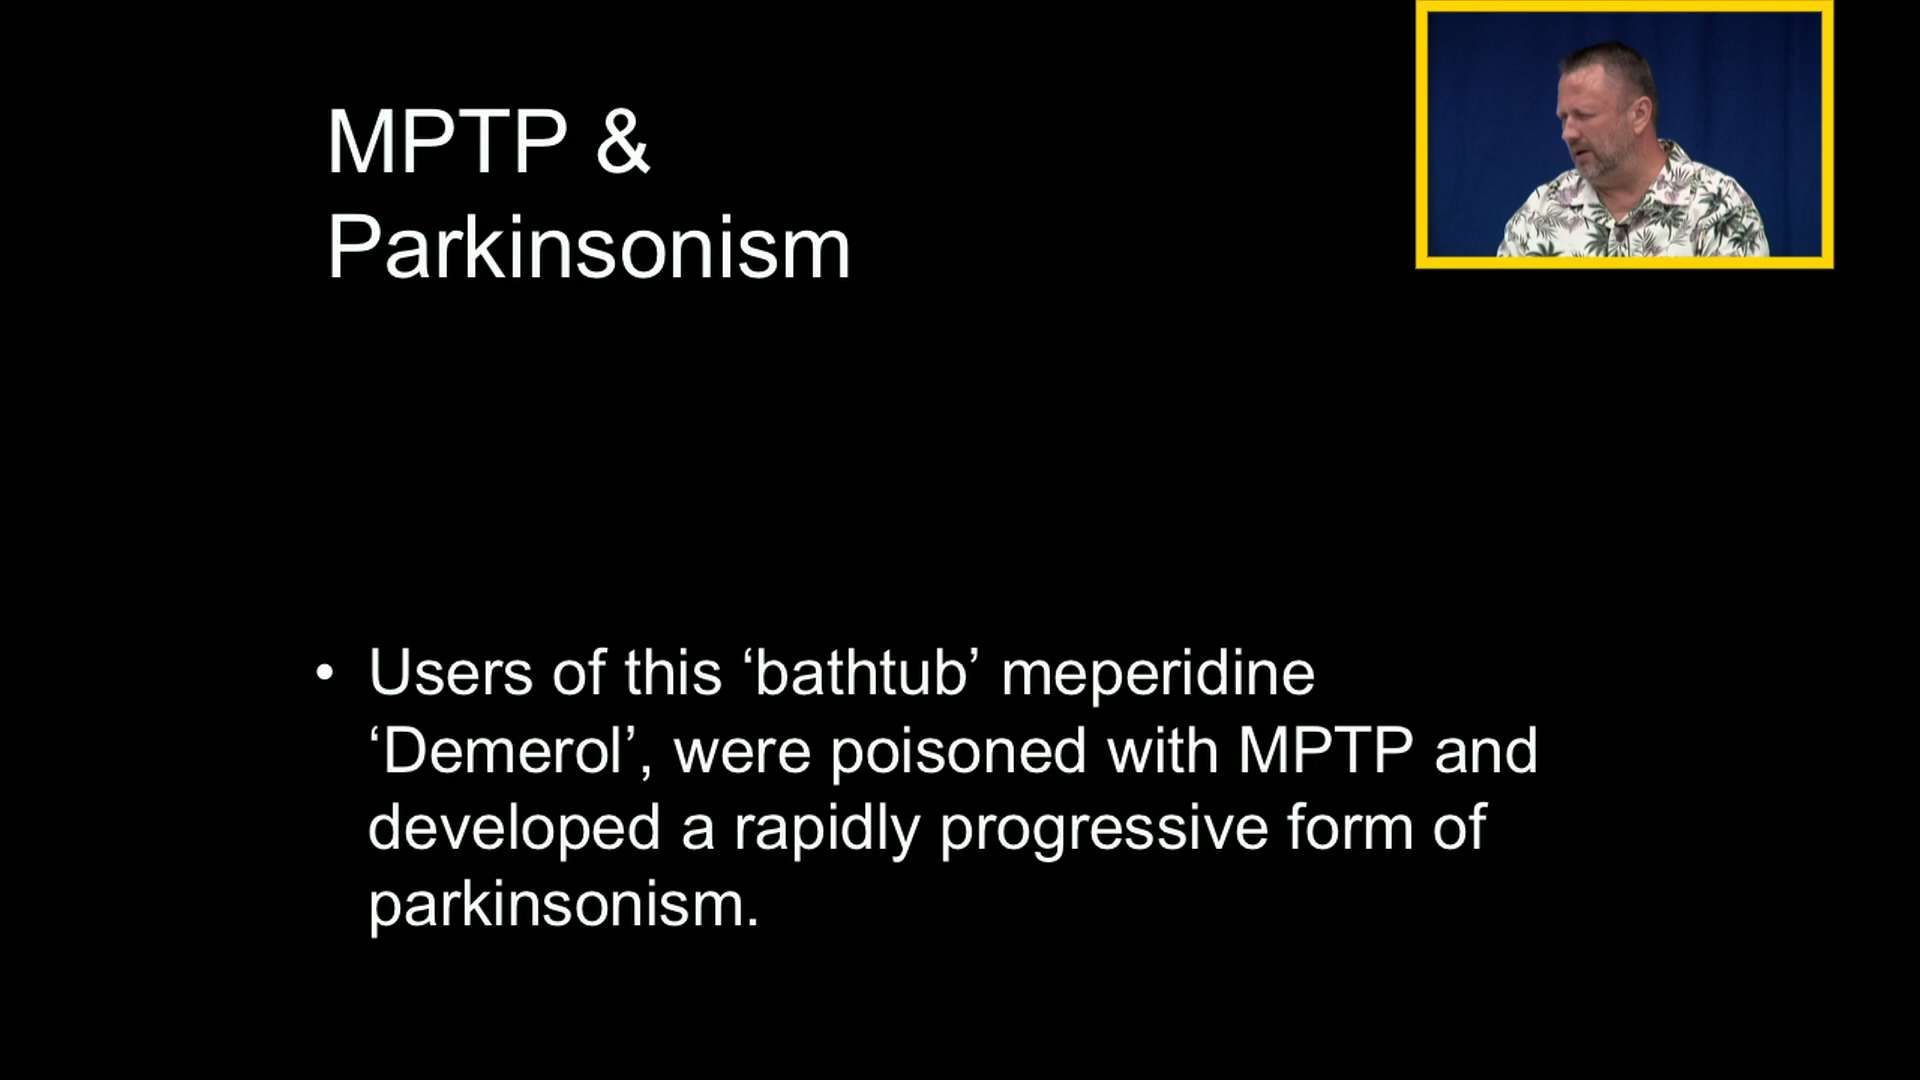 MPTP &
Parkinsonism
• Users of this ‘bathtub’ meperidine
‘Demerol’, were poisoned with MPTP and
developed a rapidly progressive form of
parkinsonism.